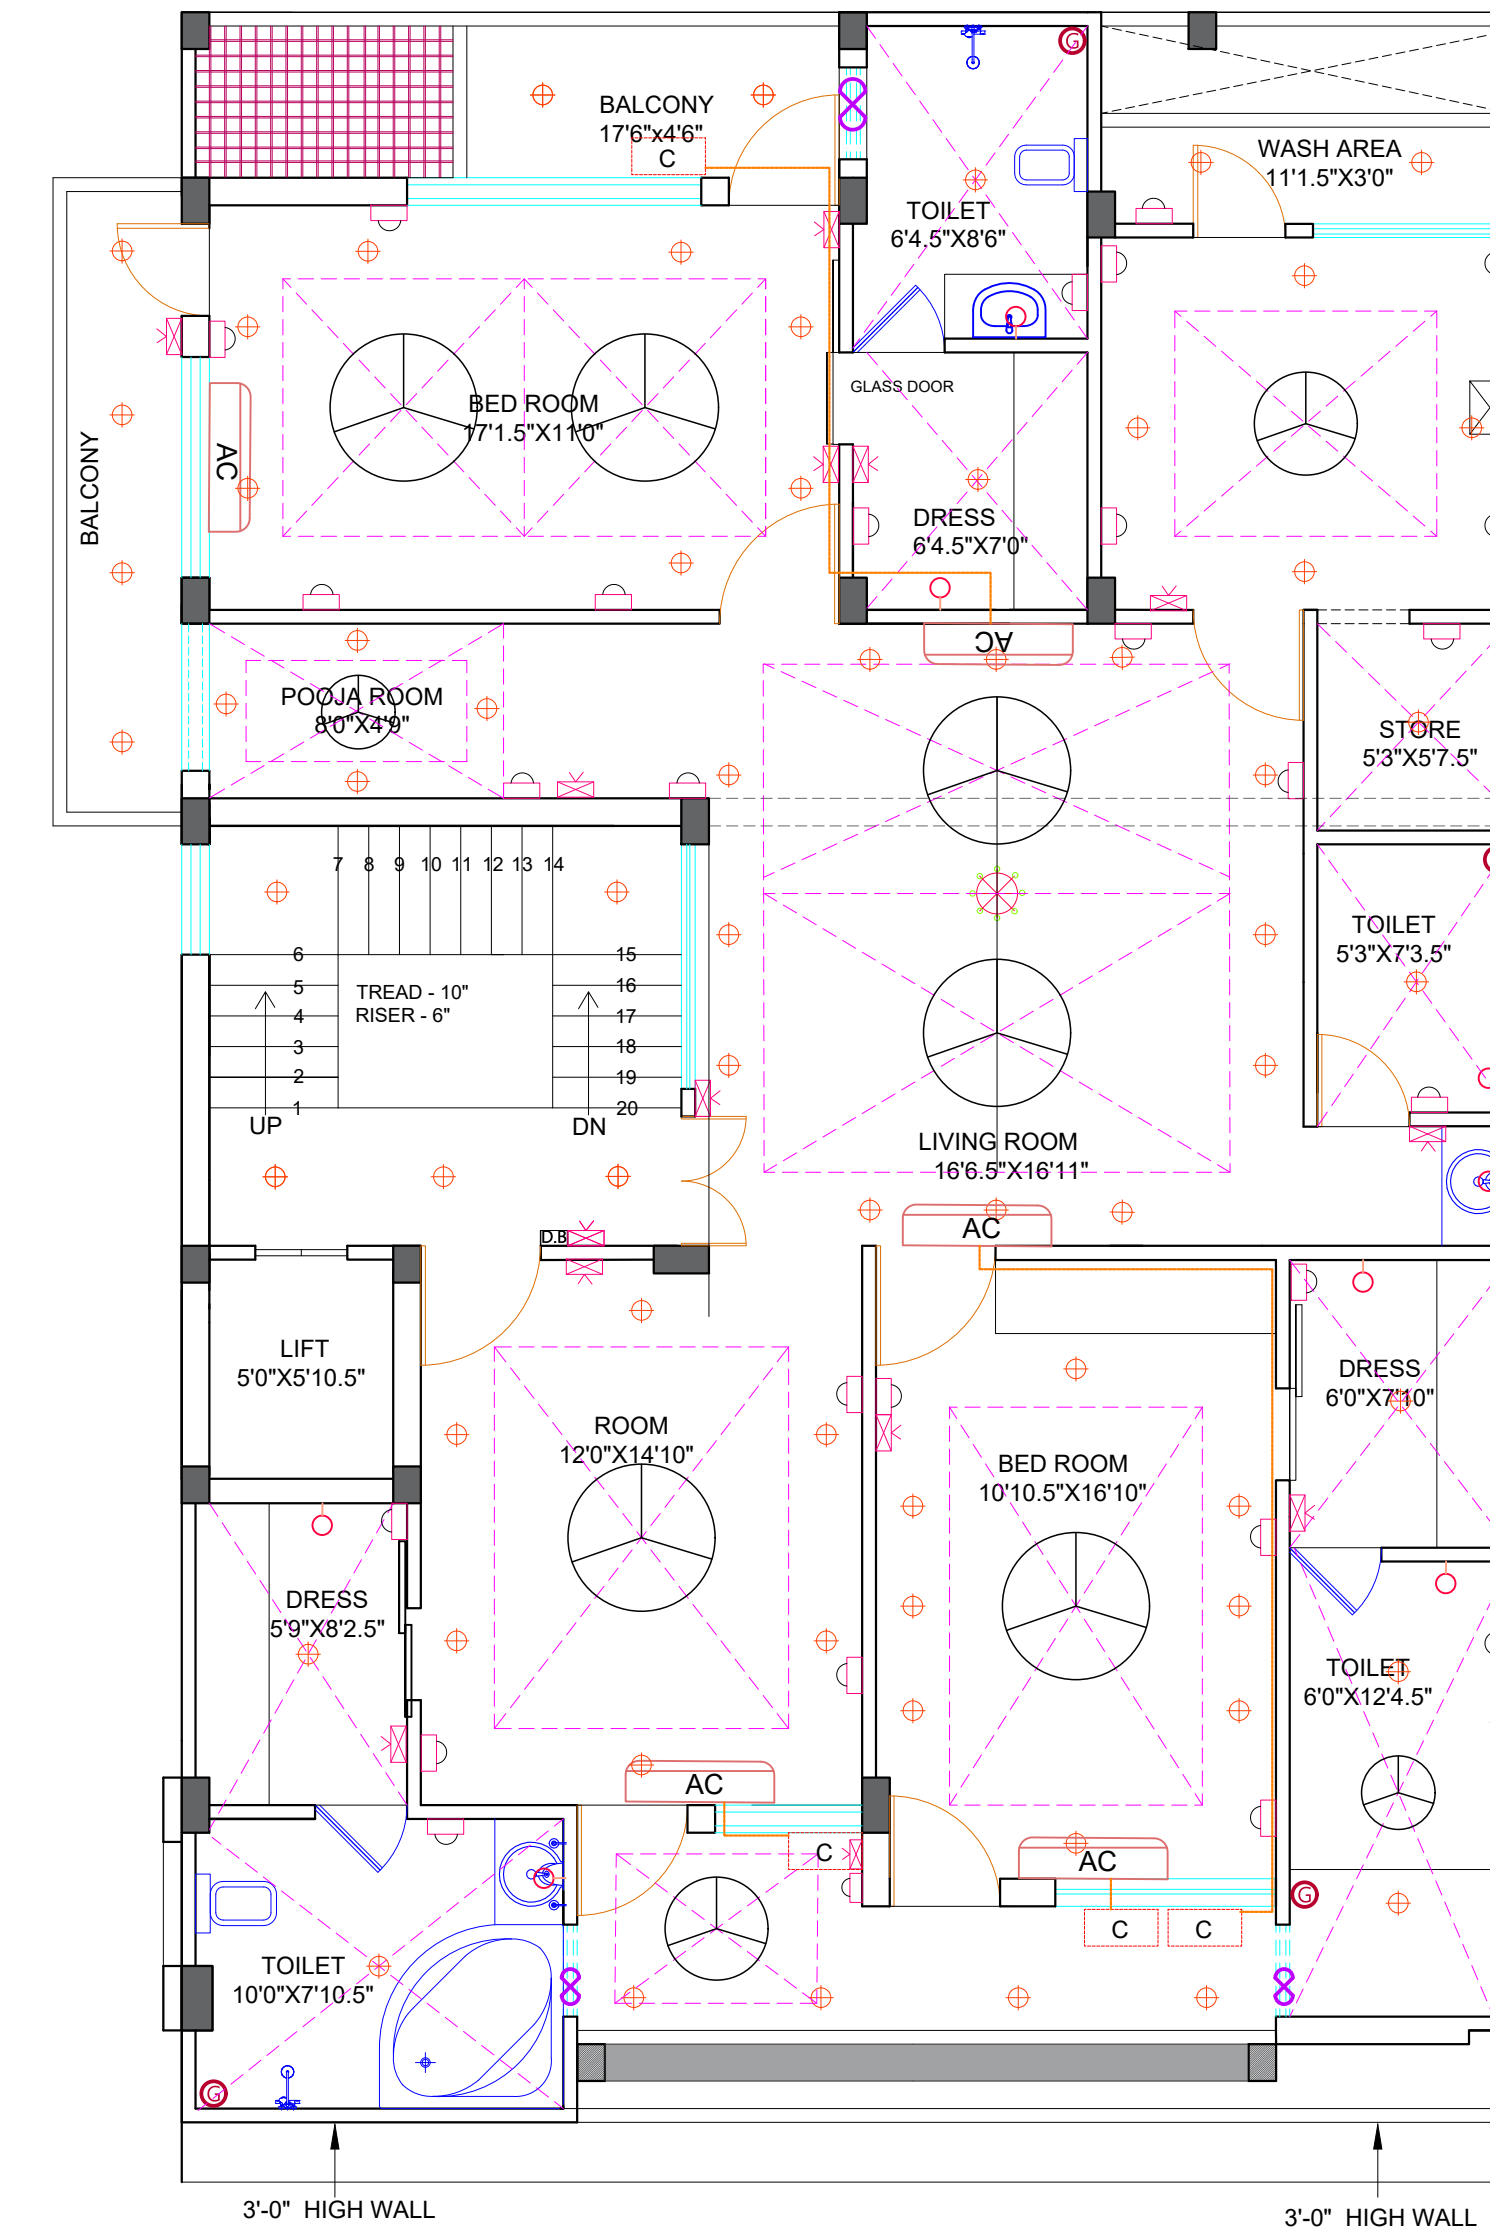 G
BALCONY
17'6"x4'6"
C
WASH AREA
11'1.5"X3'0"
TOILET
6'4.5"X8'6"
GLASS DOOR
BED ROOM
17'1.5"X11'0"
AC
BALCONY
DRESS
6'4.5"X7'0"
AC
POOJA ROOM
8'0"X4'9"
STORE
5'3"X5'7.5"
7 8 9 10 11 12 13 14
TOILET
5'3"X7'3.5"
6
5
4
3
2
1
TREAD - 10"
RISER - 6"
15
16
17
18
19
20
UP
DN
LIVING ROOM
16'6.5"X16'11"
AC
D.B
LIFT
5'0"X5'10.5"
DRESS
6'0"X7'10"
ROOM
12'0"X14'10"
BED ROOM
10'10.5"X16'10"
DRESS
5'9"X8'2.5"
TOILET
6'0"X12'4.5"
AC
C
AC
G
C
C
TOILET
10'0"X7'10.5"
G
3'-0" HIGH WALL
3'-0" HIGH WALL